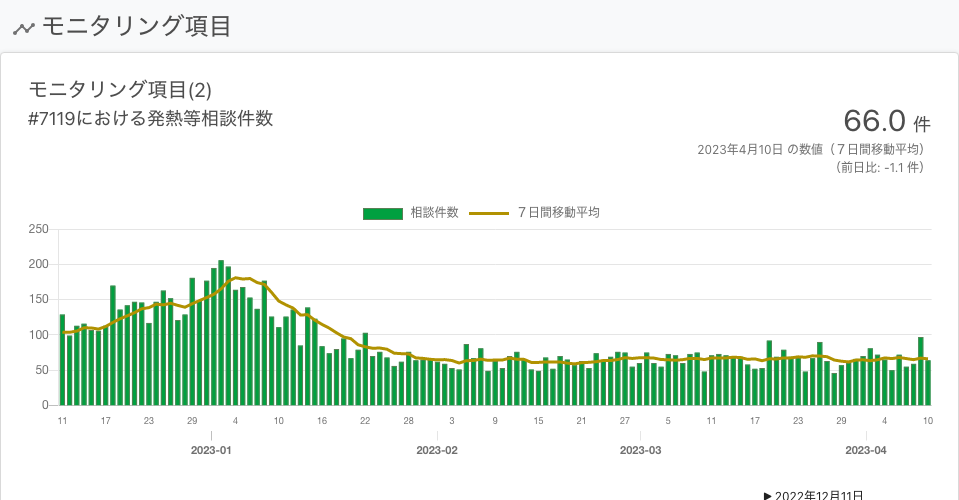 モニタリング項目
モニタリング項目(2)
#7119における発熱等相談件数
66.0 件
2023年4月10日 の数値（７日間移動平均）
（前日比: -1.1 件）
相談件数 ７日間移動平均
250
200
150
100
50
0
11 17 23 29 4 10 16 22 28 3 9 15 21 27 5 11 17 23 29 4 10
2023-01 2023-02 2023-03 2023-04
▶ 2022年12月11日